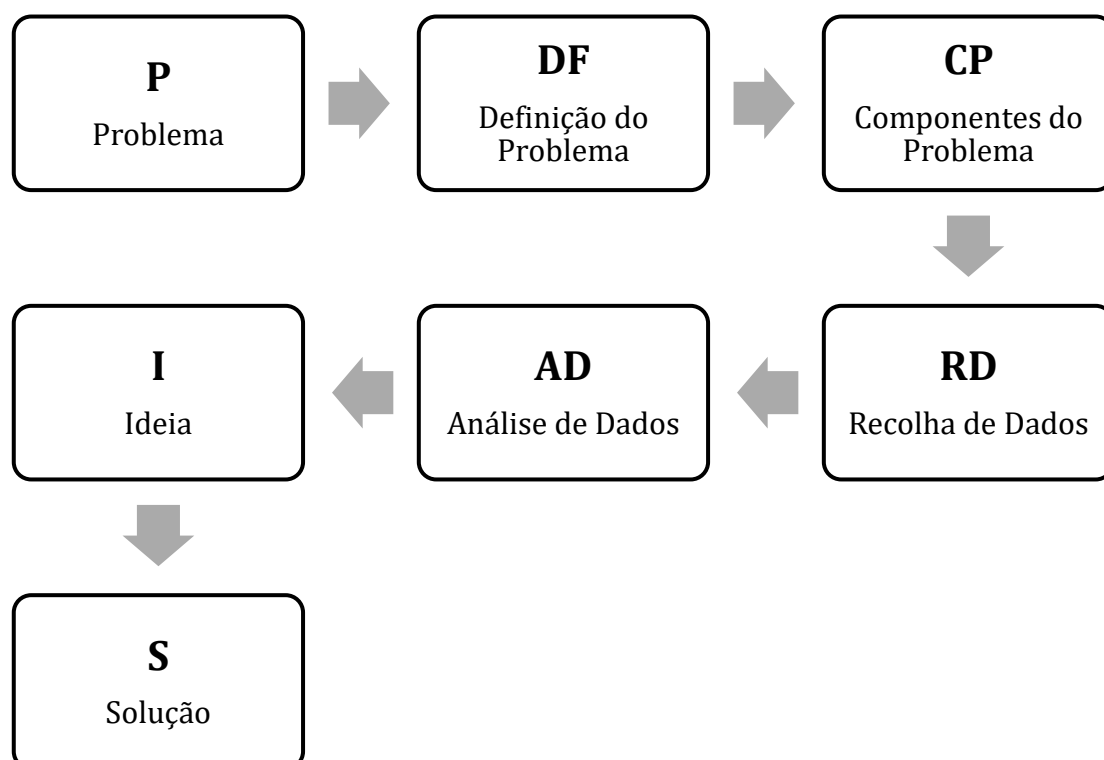 P
Problema
DF
Definição do
Problema
CP
Componentes do
Problema
RD
Recolha de Dados
AD
Análise de Dados
I
Ideia
S
Solução